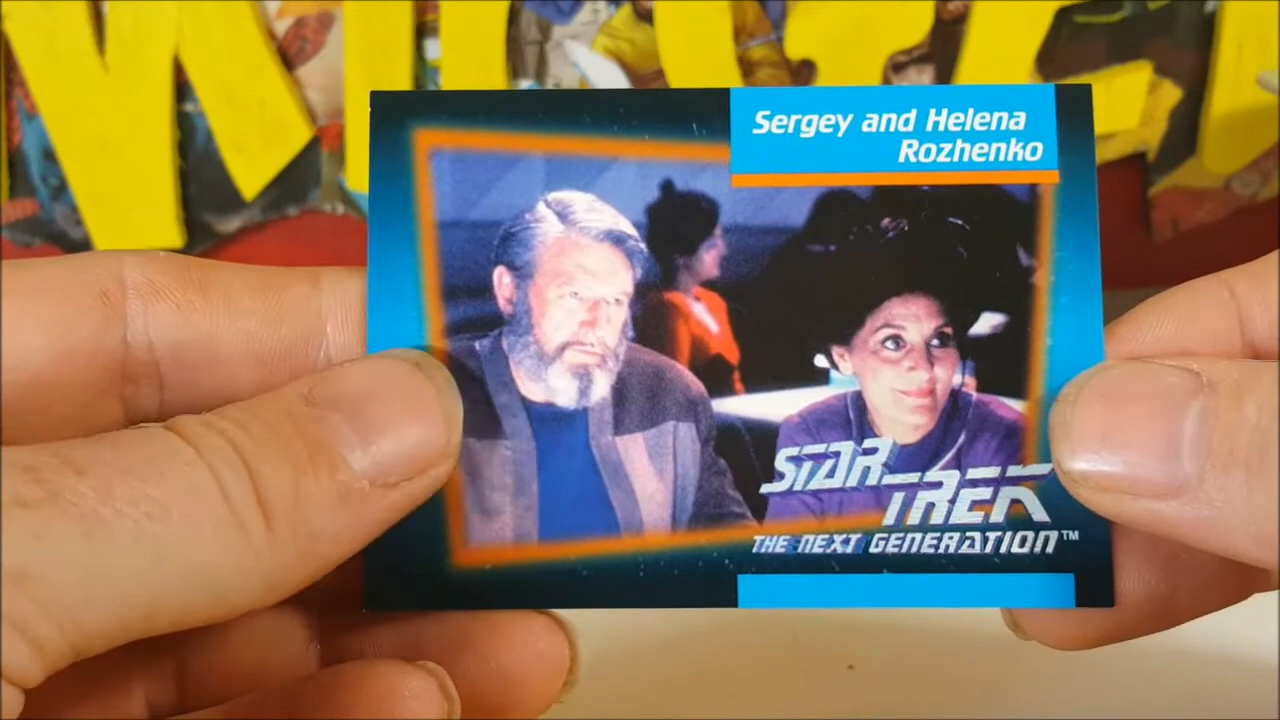 Sergey and Helena
Rozhenko
STAR
TREK
THE NEXT GENERATION™